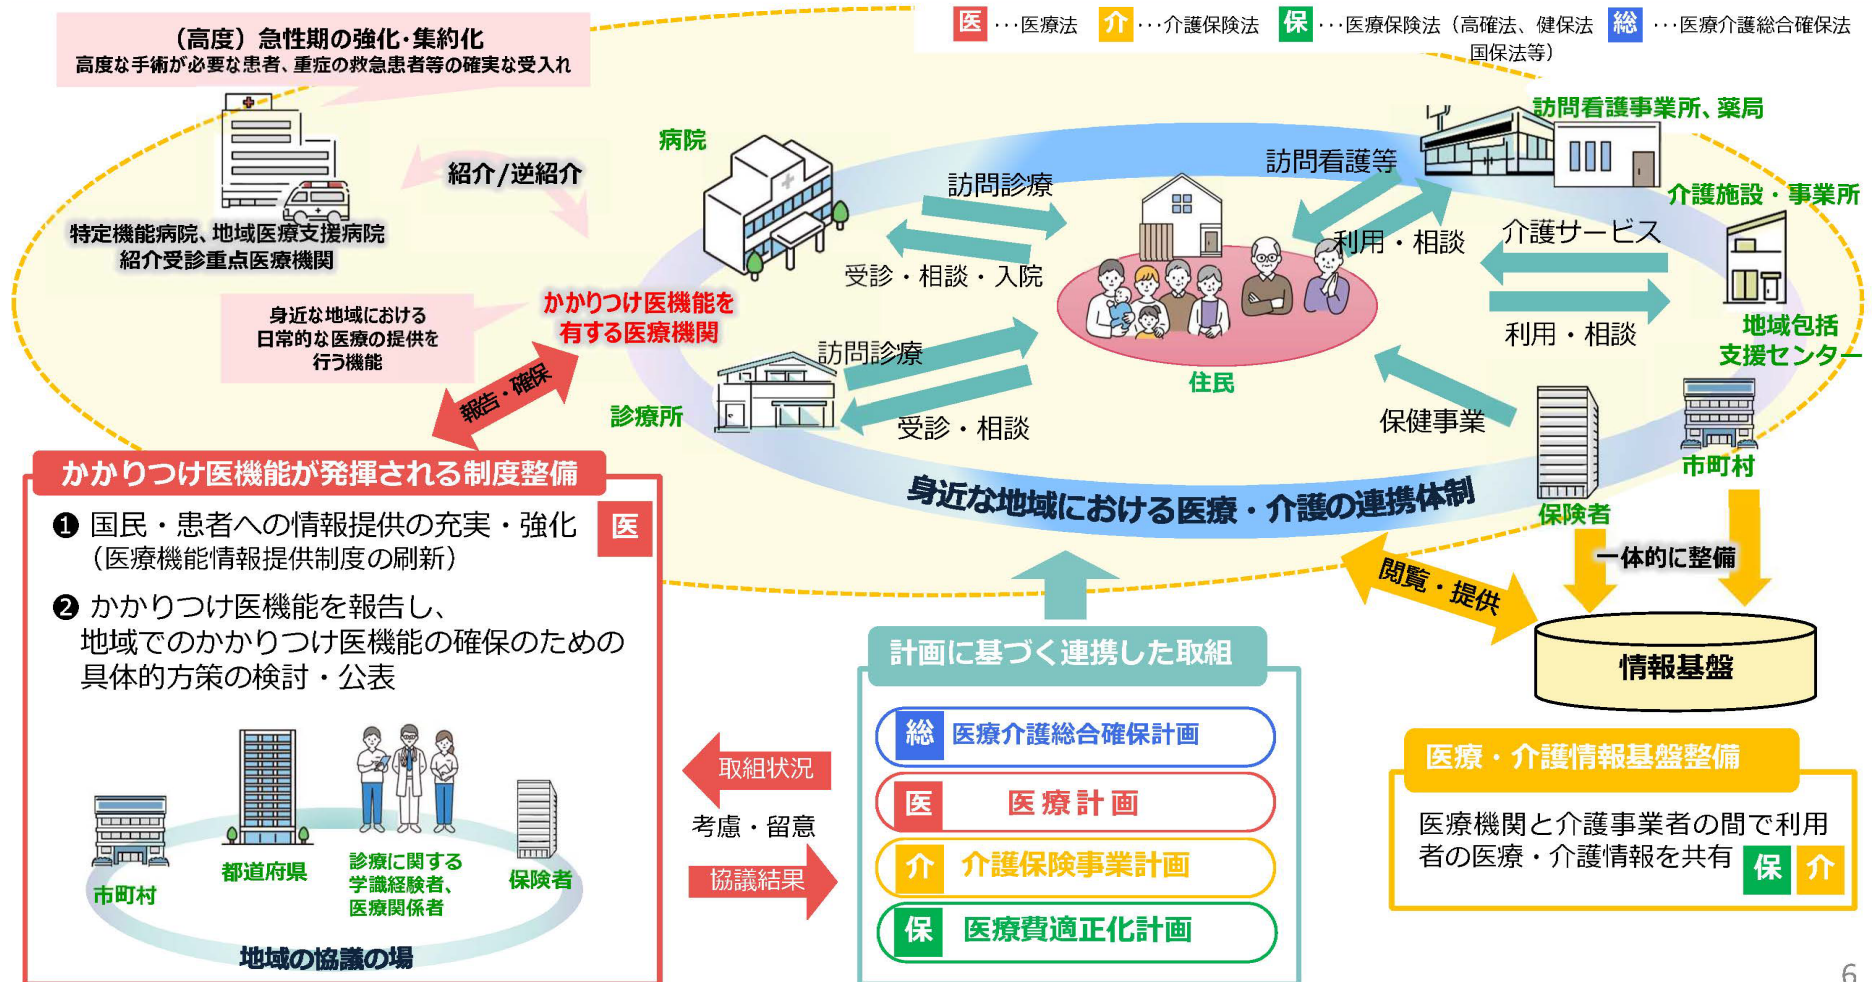 医 ･･･医療法 介 ･･･介護保険法 保 ･･･医療保険法（高確法、健保法 総 ･･･医療介護総合確保法
国保法等）
（高度）急性期の強化･集約化
高度な手術が必要な患者、重症の救急患者等の確実な受入れ
特定機能病院、地域医療支援病院
紹介受診重点医療機関
紹介/逆紹介
身近な地域における
日常的な医療の提供を
行う機能
かかりつけ医機能を
有する医療機関
報告・確保
病院
訪問診療
受診・相談・入院
診療所
訪問診療
受診・相談
住民
訪問看護等
利用・相談
訪問看護事業所、薬局
介護施設・事業所
介護サービス
利用・相談
地域包括
支援センター
保健事業
保険者
市町村
身近な地域における医療・介護の連携体制
一体的に整備
閲覧・提供
情報基盤
かかりつけ医機能が発揮される制度整備
❶ 国民・患者への情報提供の充実・強化 医
（医療機能情報提供制度の刷新）
❷ かかりつけ医機能を報告し、
地域でのかかりつけ医機能の確保のための
具体的方策の検討・公表
市町村
都道府県
診療に関する
学識経験者、
医療関係者
保険者
地域の協議の場
取組状況
考慮・留意
協議結果
計画に基づく連携した取組
総 医療介護総合確保計画
医 医療計画
介 介護保険事業計画
保 医療費適正化計画
医療・介護情報基盤整備
医療機関と介護事業者の間で利用
者の医療・介護情報を共有 保 介
6